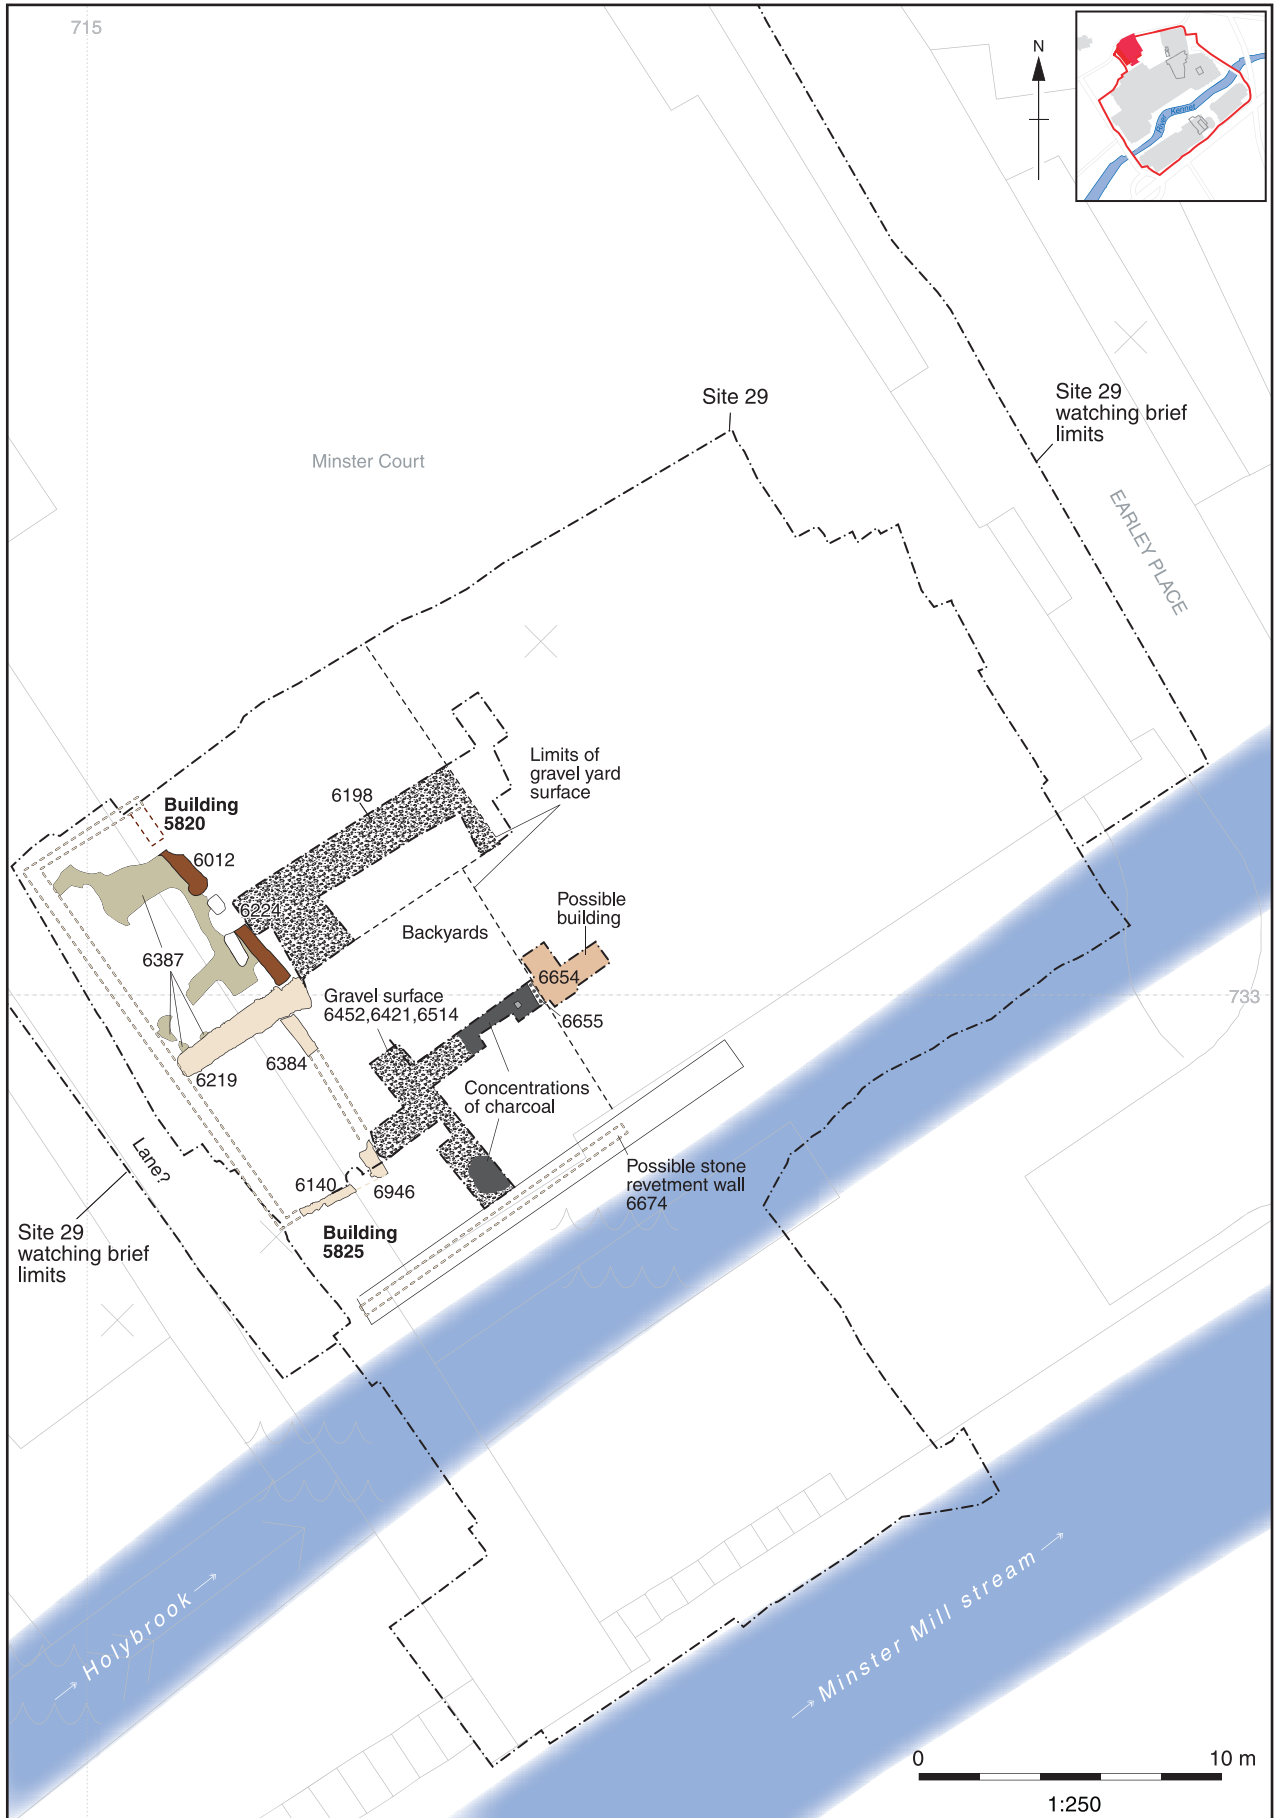 715
N
River Kennet
Site 29
Site 29
watching brief
limits
Minster Court
EARLEY PLACE
Limits of
gravel yard
surface
6198
Building
5820
6012
6224
Possible
building
Backyards
6387
6654
Gravel surface
6452,6421,6514
733
6655
6384
6219
Concentrations
of charcoal
Lane?
Possible stone
revetment wall
6674
6140
6946
Site 29
watching brief
limits
Building
5825
Holybrook
Minster Mill stream
0 10 m
1:250